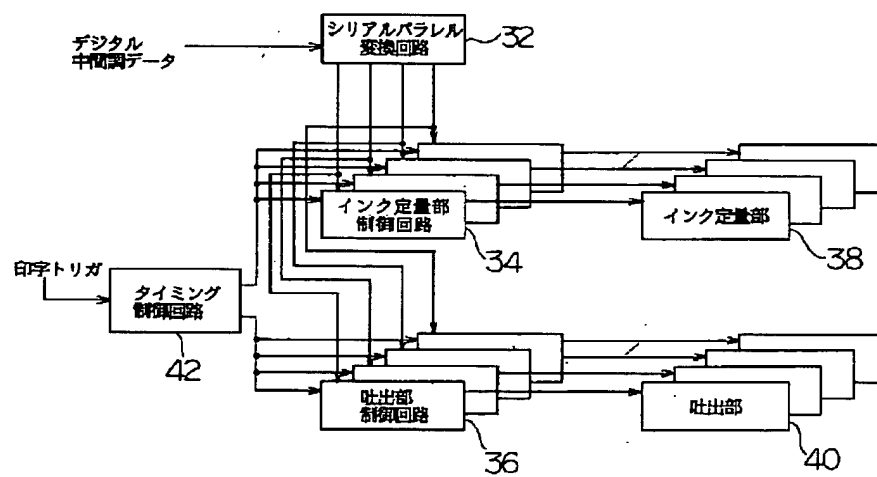 シリアルパラレル
変換回路
32
デジタル
中間調データ
インク定量部
制御回路
34
インク定量部
38
印字トリガ
タイミング
制御回路
42
吐出部
制御回路
36
吐出部
40